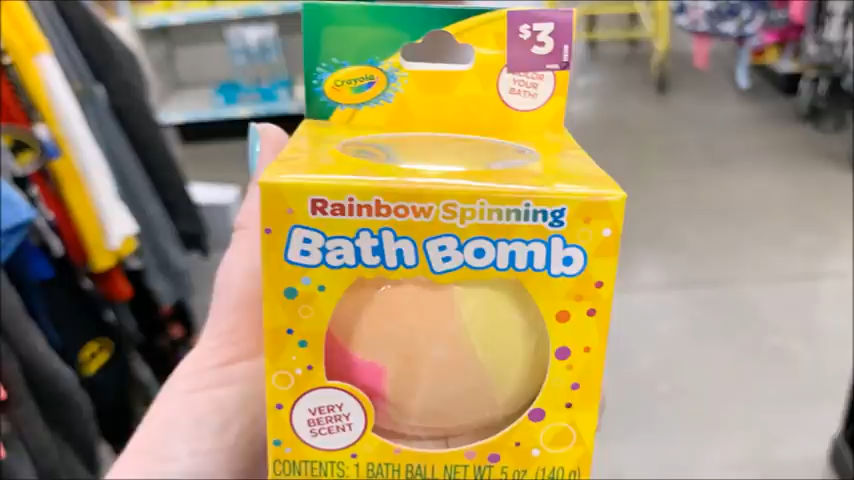 $3
Crayola
COLOR
YOUR
BATH!
Rainbow Spinning
Bath Bomb
VERY
BERRY
SCENT
CONTENTS: 1 BATH BALL NET WT. 5 oz. (140g)